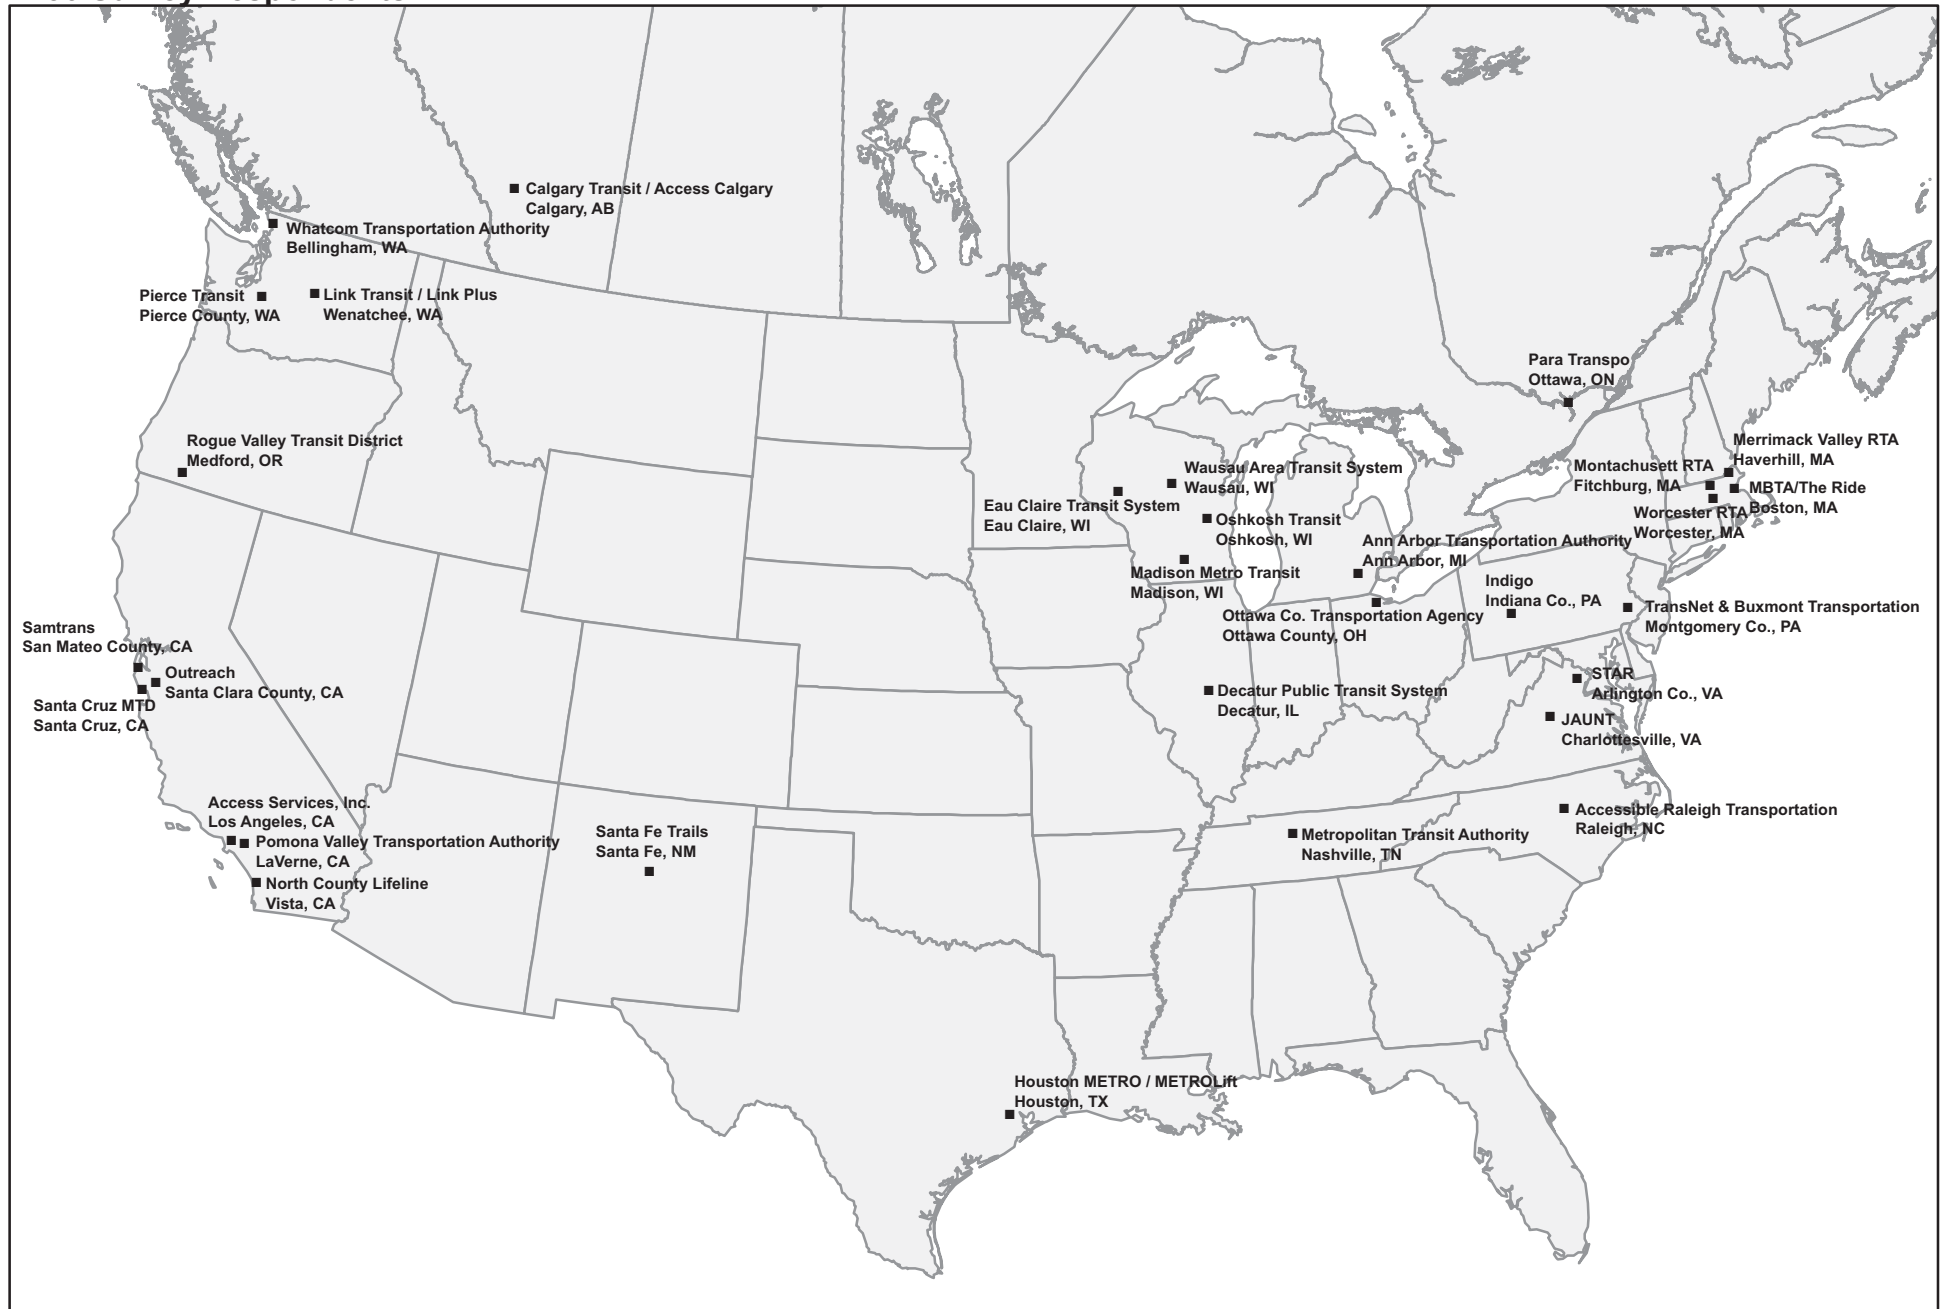 Calgary Transit / Access Calgary
Calgary, AB
Whatcom Transportation Authority
Bellingham, WA
Pierce Transit
Pierce County, WA
Link Transit / Link Plus
Wenatchee, WA
Para Transpo
Ottawa, ON
Rogue Valley Transit District
Medford, OR
Merrimack Valley RTA
Haverhill, MA
Montachusett RTA
Fitchburg, MA
MBTA/The Ride
Boston, MA
Worcester RTA
Worcester, MA
Wausau Area Transit System
Wausau, WI
Eau Claire Transit System
Eau Claire, WI
Oshkosh Transit
Oshkosh, WI
Ann Arbor Transportation Authority
Ann Arbor, MI
Madison Metro Transit
Madison, WI
Indigo
Indiana Co., PA
Ottawa Co. Transportation Agency
Ottawa County, OH
TransNet & Buxmont Transportation
Montgomery Co., PA
Samtrans
San Mateo County, CA
Outreach
Santa Clara County, CA
Santa Cruz MTD
Santa Cruz, CA
STAR
Arlington Co., VA
Decatur Public Transit System
Decatur, IL
JAUNT
Charlottesville, VA
Access Services, Inc.
Los Angeles, CA
Pomona Valley Transportation Authority
LaVerne, CA
North County Lifeline
Vista, CA
Santa Fe Trails
Santa Fe, NM
Metropolitan Transit Authority
Nashville, TN
Accessible Raleigh Transportation
Raleigh, NC
Houston METRO / METROLift
Houston, TX